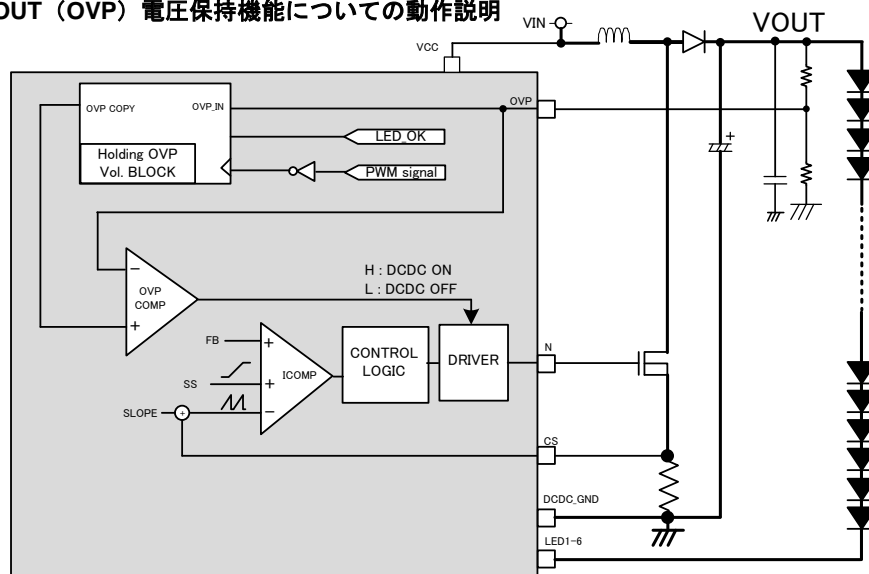 OUT（OVP）電圧保持機能についての動作説明
VIN
VOUT
VCC
OVP COPY
OVP_IN
OVP
LED_OK
Holding OVP
Vol. BLOCK
PWM signal
H : DCDC ON
L : DCDC OFF
−
OVP
COMP
+
FB
+
ICOMP
SS
+
SLOPE
+
−
CONTROL
LOGIC
DRIVER
N
CS
DCDC_GND
LED1-6
+